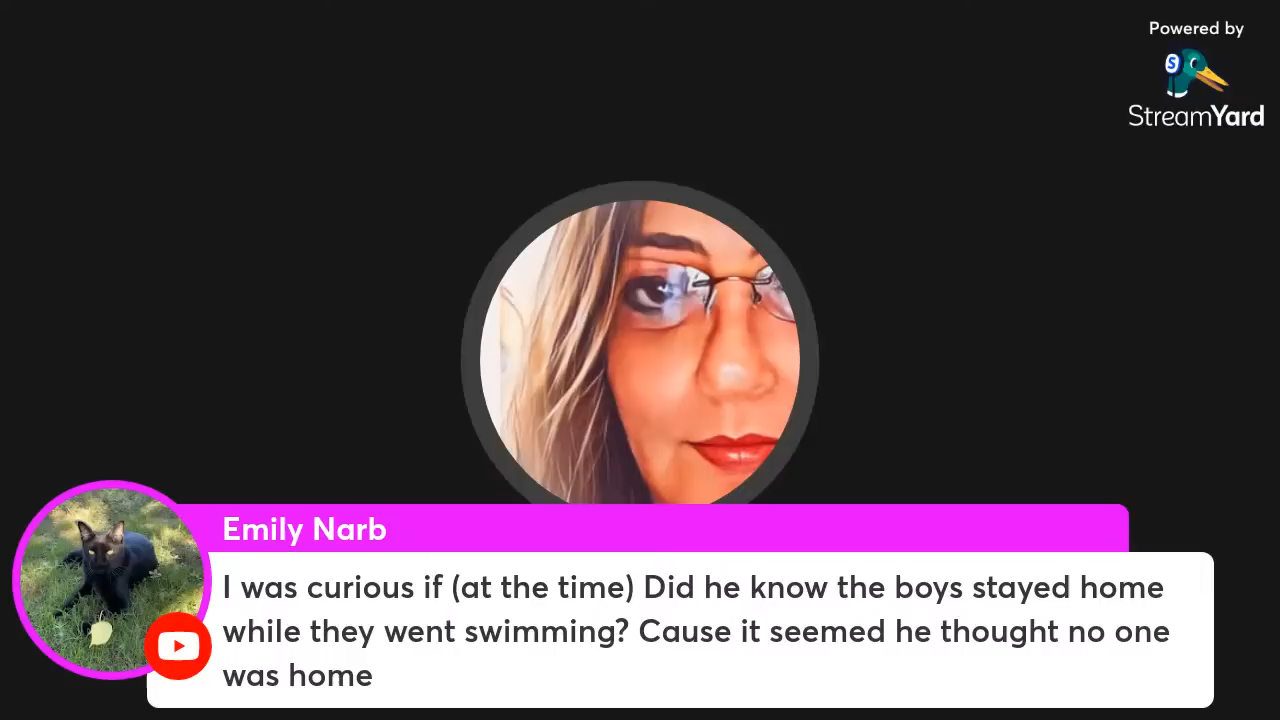 Powered by
S
StreamYard
Emily Narb
I was curious if (at the time) Did he know the boys stayed home
while they went swimming? Cause it seemed he thought no one
was home